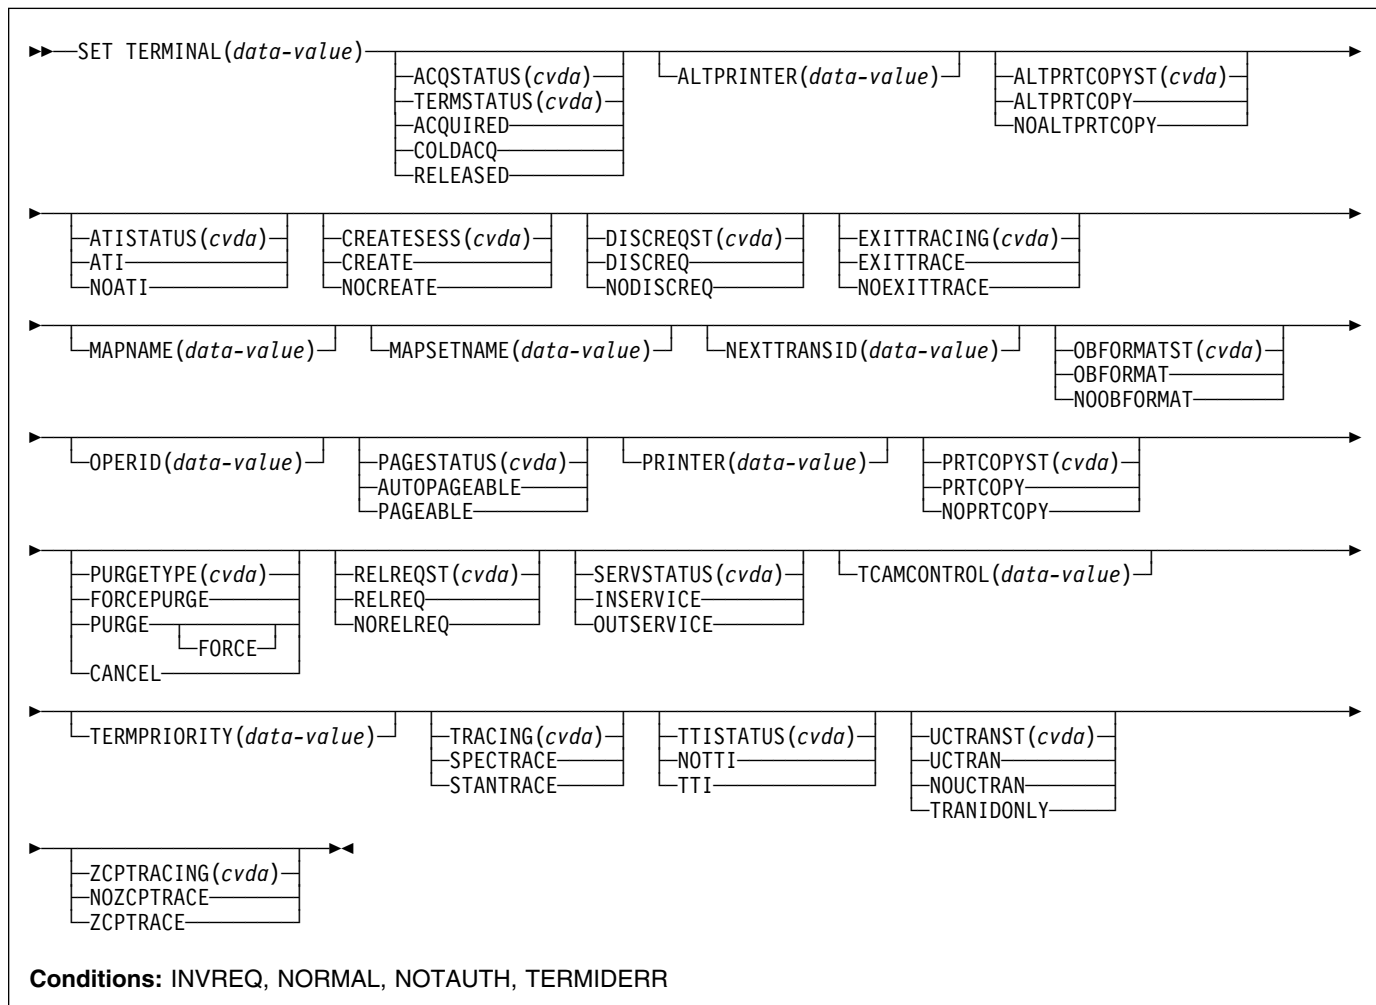 SET TERMINAL(data-value)
ACQSTATUS(cvda)
TERMSTATUS(cvda)
ACQUIRED
COLDACQ
RELEASED
ALTPRINTER(data-value)
ALTPRTCOPYST(cvda)
ALTPRTCOPY
NOALTPRTCOPY
ATISTATUS(cvda)
ATI
NOATI
CREATESESS(cvda)
CREATE
NOCREATE
DISCREQST(cvda)
DISCREQ
NODISCREQ
EXITTRACING(cvda)
EXITTRACE
NOEXITTRACE
MAPNAME(data-value)
MAPSETNAME(data-value)
NEXTTRANSID(data-value)
OBFORMATST(cvda)
OBFORMAT
NOOBFORMAT
OPERID(data-value)
PAGESTATUS(cvda)
AUTOPAGEABLE
PAGEABLE
PRINTER(data-value)
PRTCOPYST(cvda)
PRTCOPY
NOPRTCOPY
PURGETYPE(cvda)
FORCEPURGE
PURGE
FORCE
CANCEL
RELREQST(cvda)
RELREQ
NORELREQ
SERVSTATUS(cvda)
INSERVICE
OUTSERVICE
TCAMCONTROL(data-value)
TERMPRIORITY(data-value)
TRACING(cvda)
SPECTRACE
STANTRACE
TTISTATUS(cvda)
NOTTI
TTI
UCTRANST(cvda)
UCTRAN
NOUCTRAN
TRANIDONLY
ZCPTRACING(cvda)
NOZCPTRACE
ZCPTRACE
Conditions: INVREQ, NORMAL, NOTAUTH, TERMIDERR